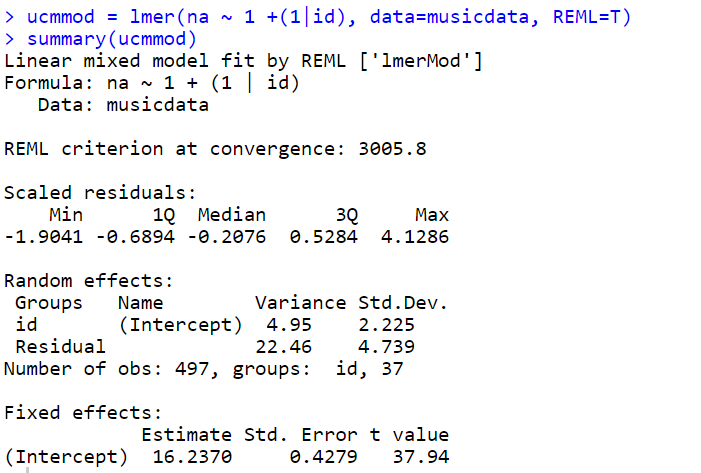 > ucmmod = lmer(na ~ 1 +(1|id), data=musicdata, REML=T)
> summary(ucmmod)
Linear mixed model fit by REML ['lmerMod']
Formula: na ~ 1 + (1 | id)
   Data: musicdata

REML criterion at convergence: 3005.8

Scaled residuals:
    Min      1Q  Median      3Q     Max
-1.9041 -0.6894 -0.2076  0.5284  4.1286

Random effects:
 Groups   Name        Variance Std.Dev.
 id       (Intercept)  4.95    2.225
 Residual             22.46    4.739
Number of obs: 497, groups:  id, 37

Fixed effects:
            Estimate Std. Error t value
(Intercept)  16.2370     0.4279   37.94